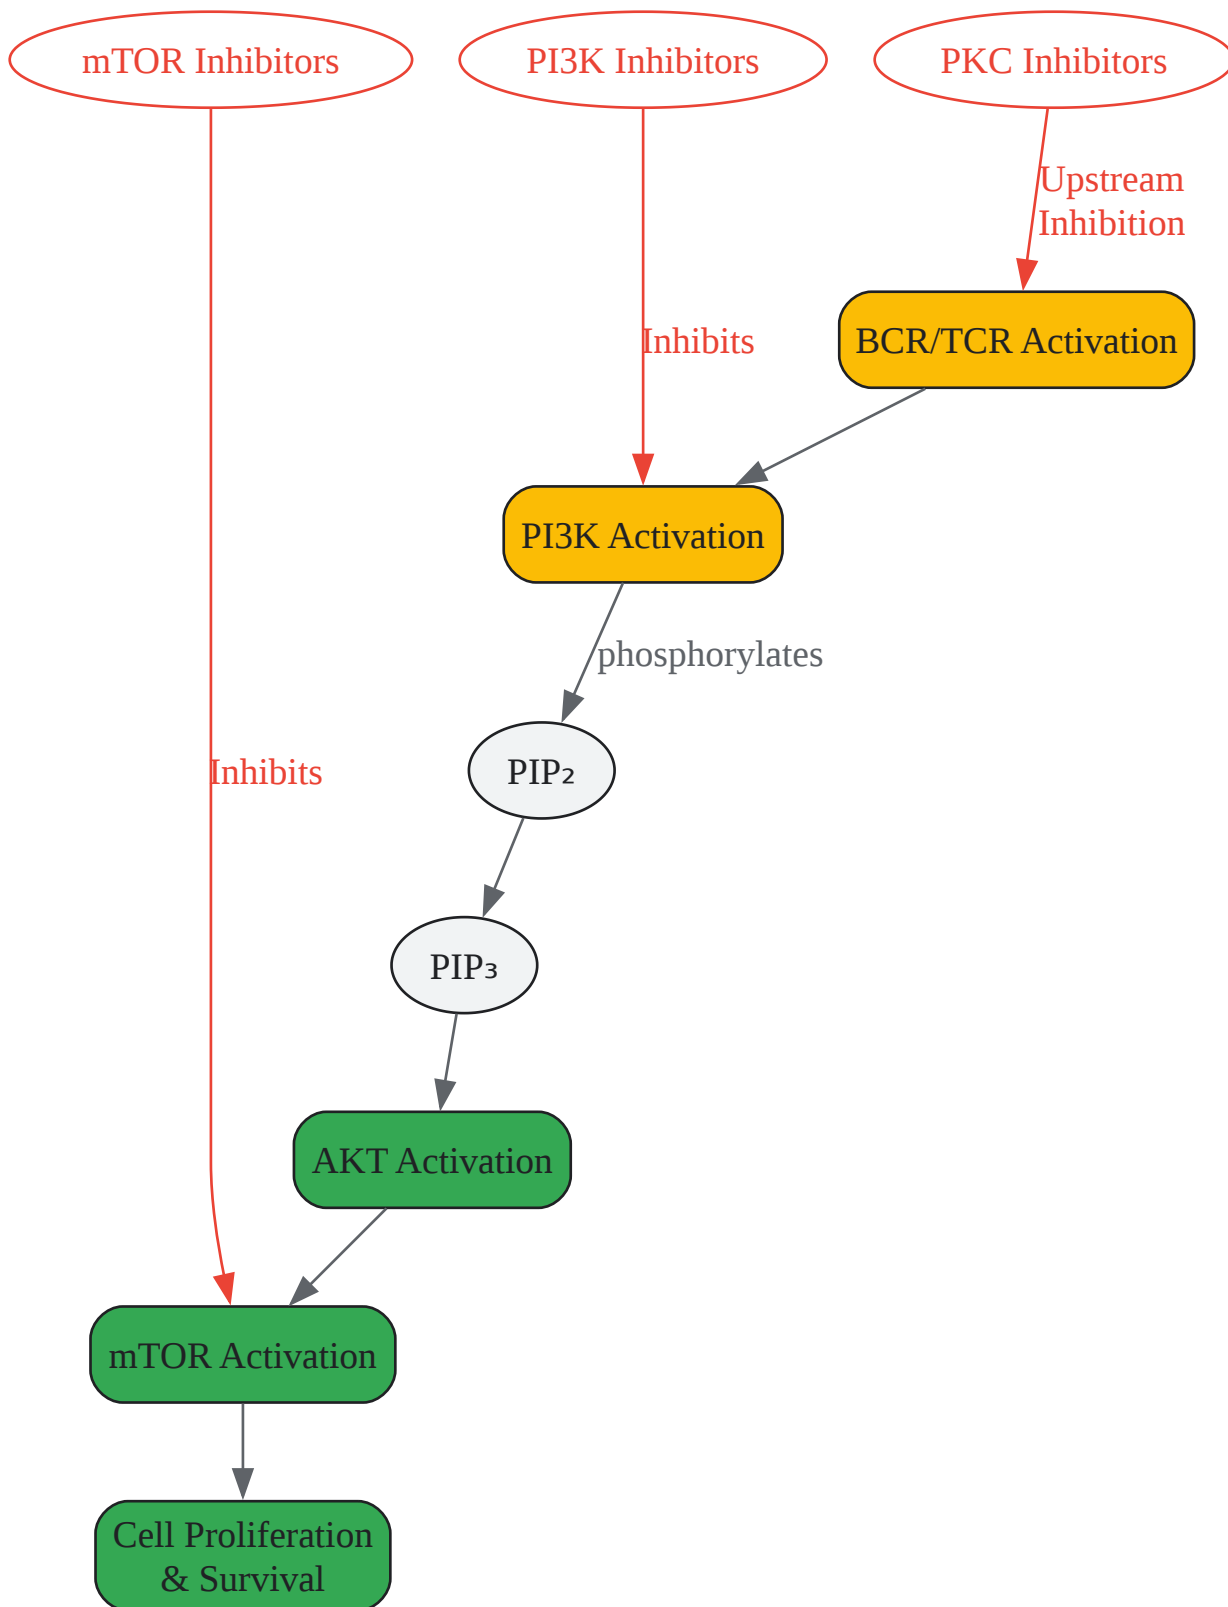 mTOR Inhibitors
PI3K Inhibitors
PKC Inhibitors
Upstream
Inhibition
Inhibits
BCR/TCR Activation
PI3K Activation
phosphorylates
PIP₂
Inhibits
PIP₃
AKT Activation
mTOR Activation
Cell Proliferation
& Survival